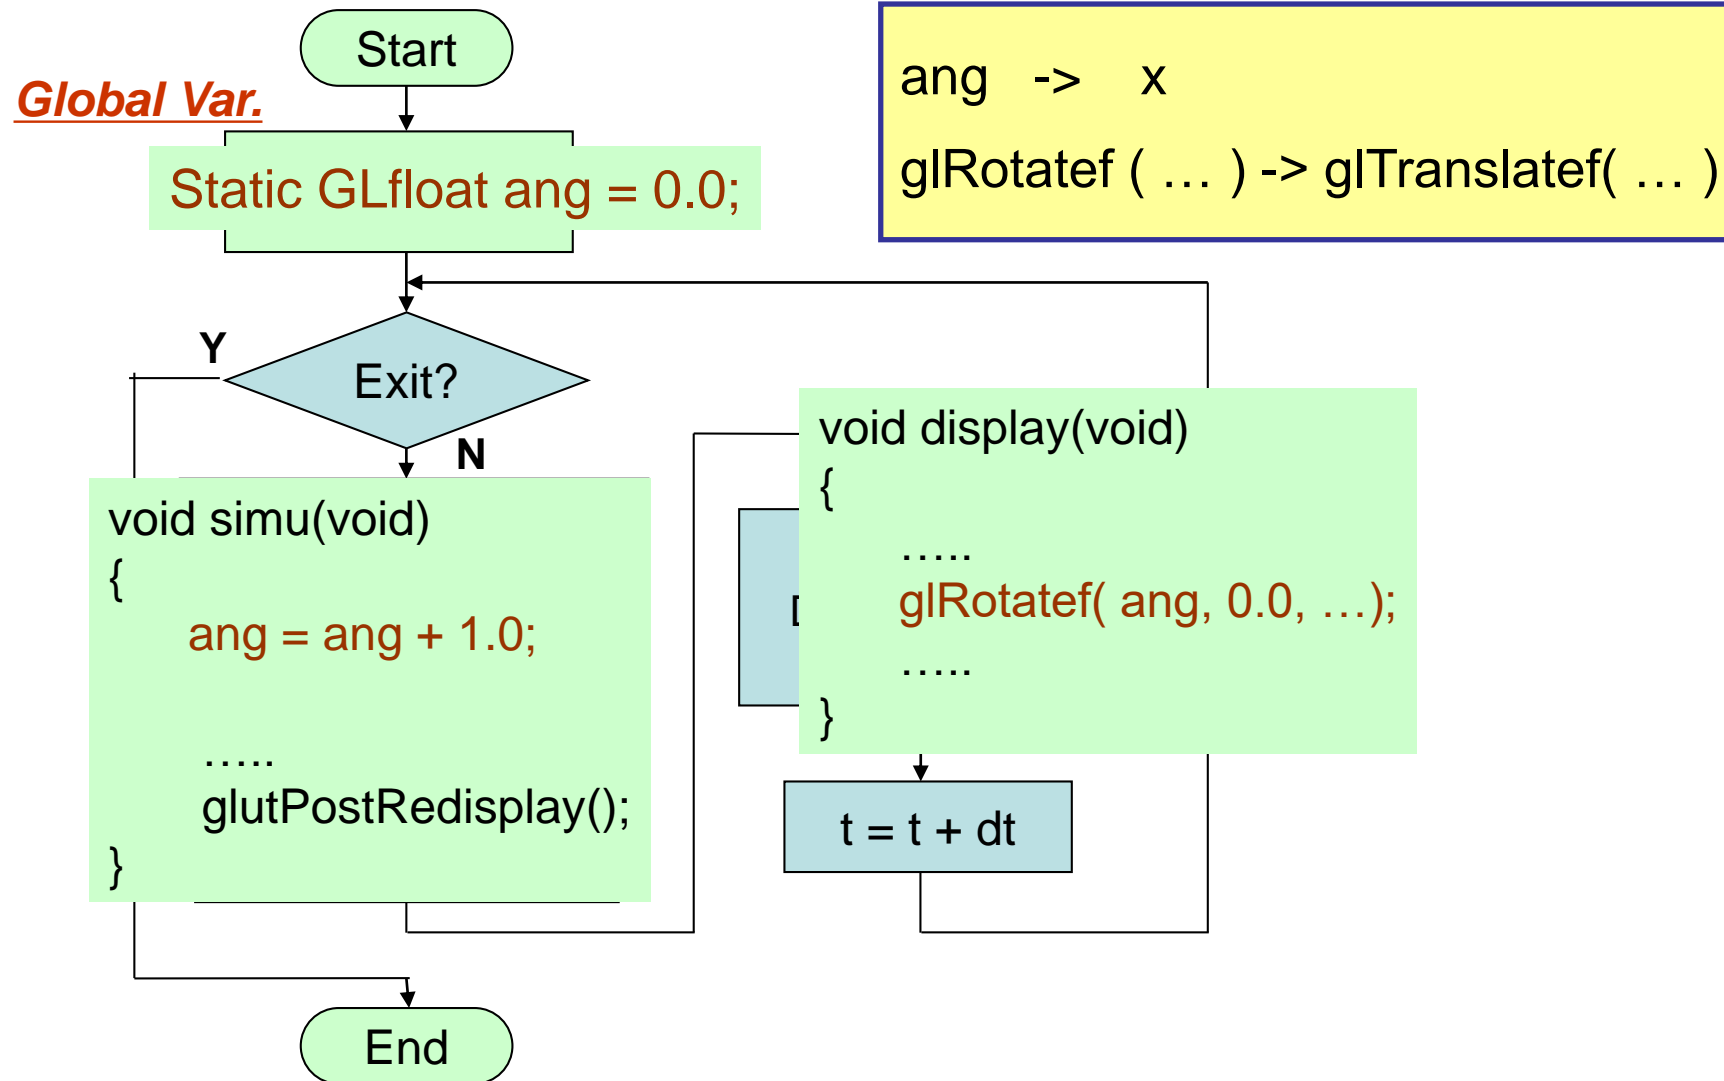 Start
Global Var.
Static GLfloat ang = 0.0;
ang -> x
glRotatef ( … ) -> glTranslatef( … )
Exit?
Y
N
void simu(void)
{
ang = ang + 1.0;
…..
glutPostRedisplay();
}
void display(void)
{
…..
glRotatef( ang, 0.0, …);
…..
}
t = t + dt
End